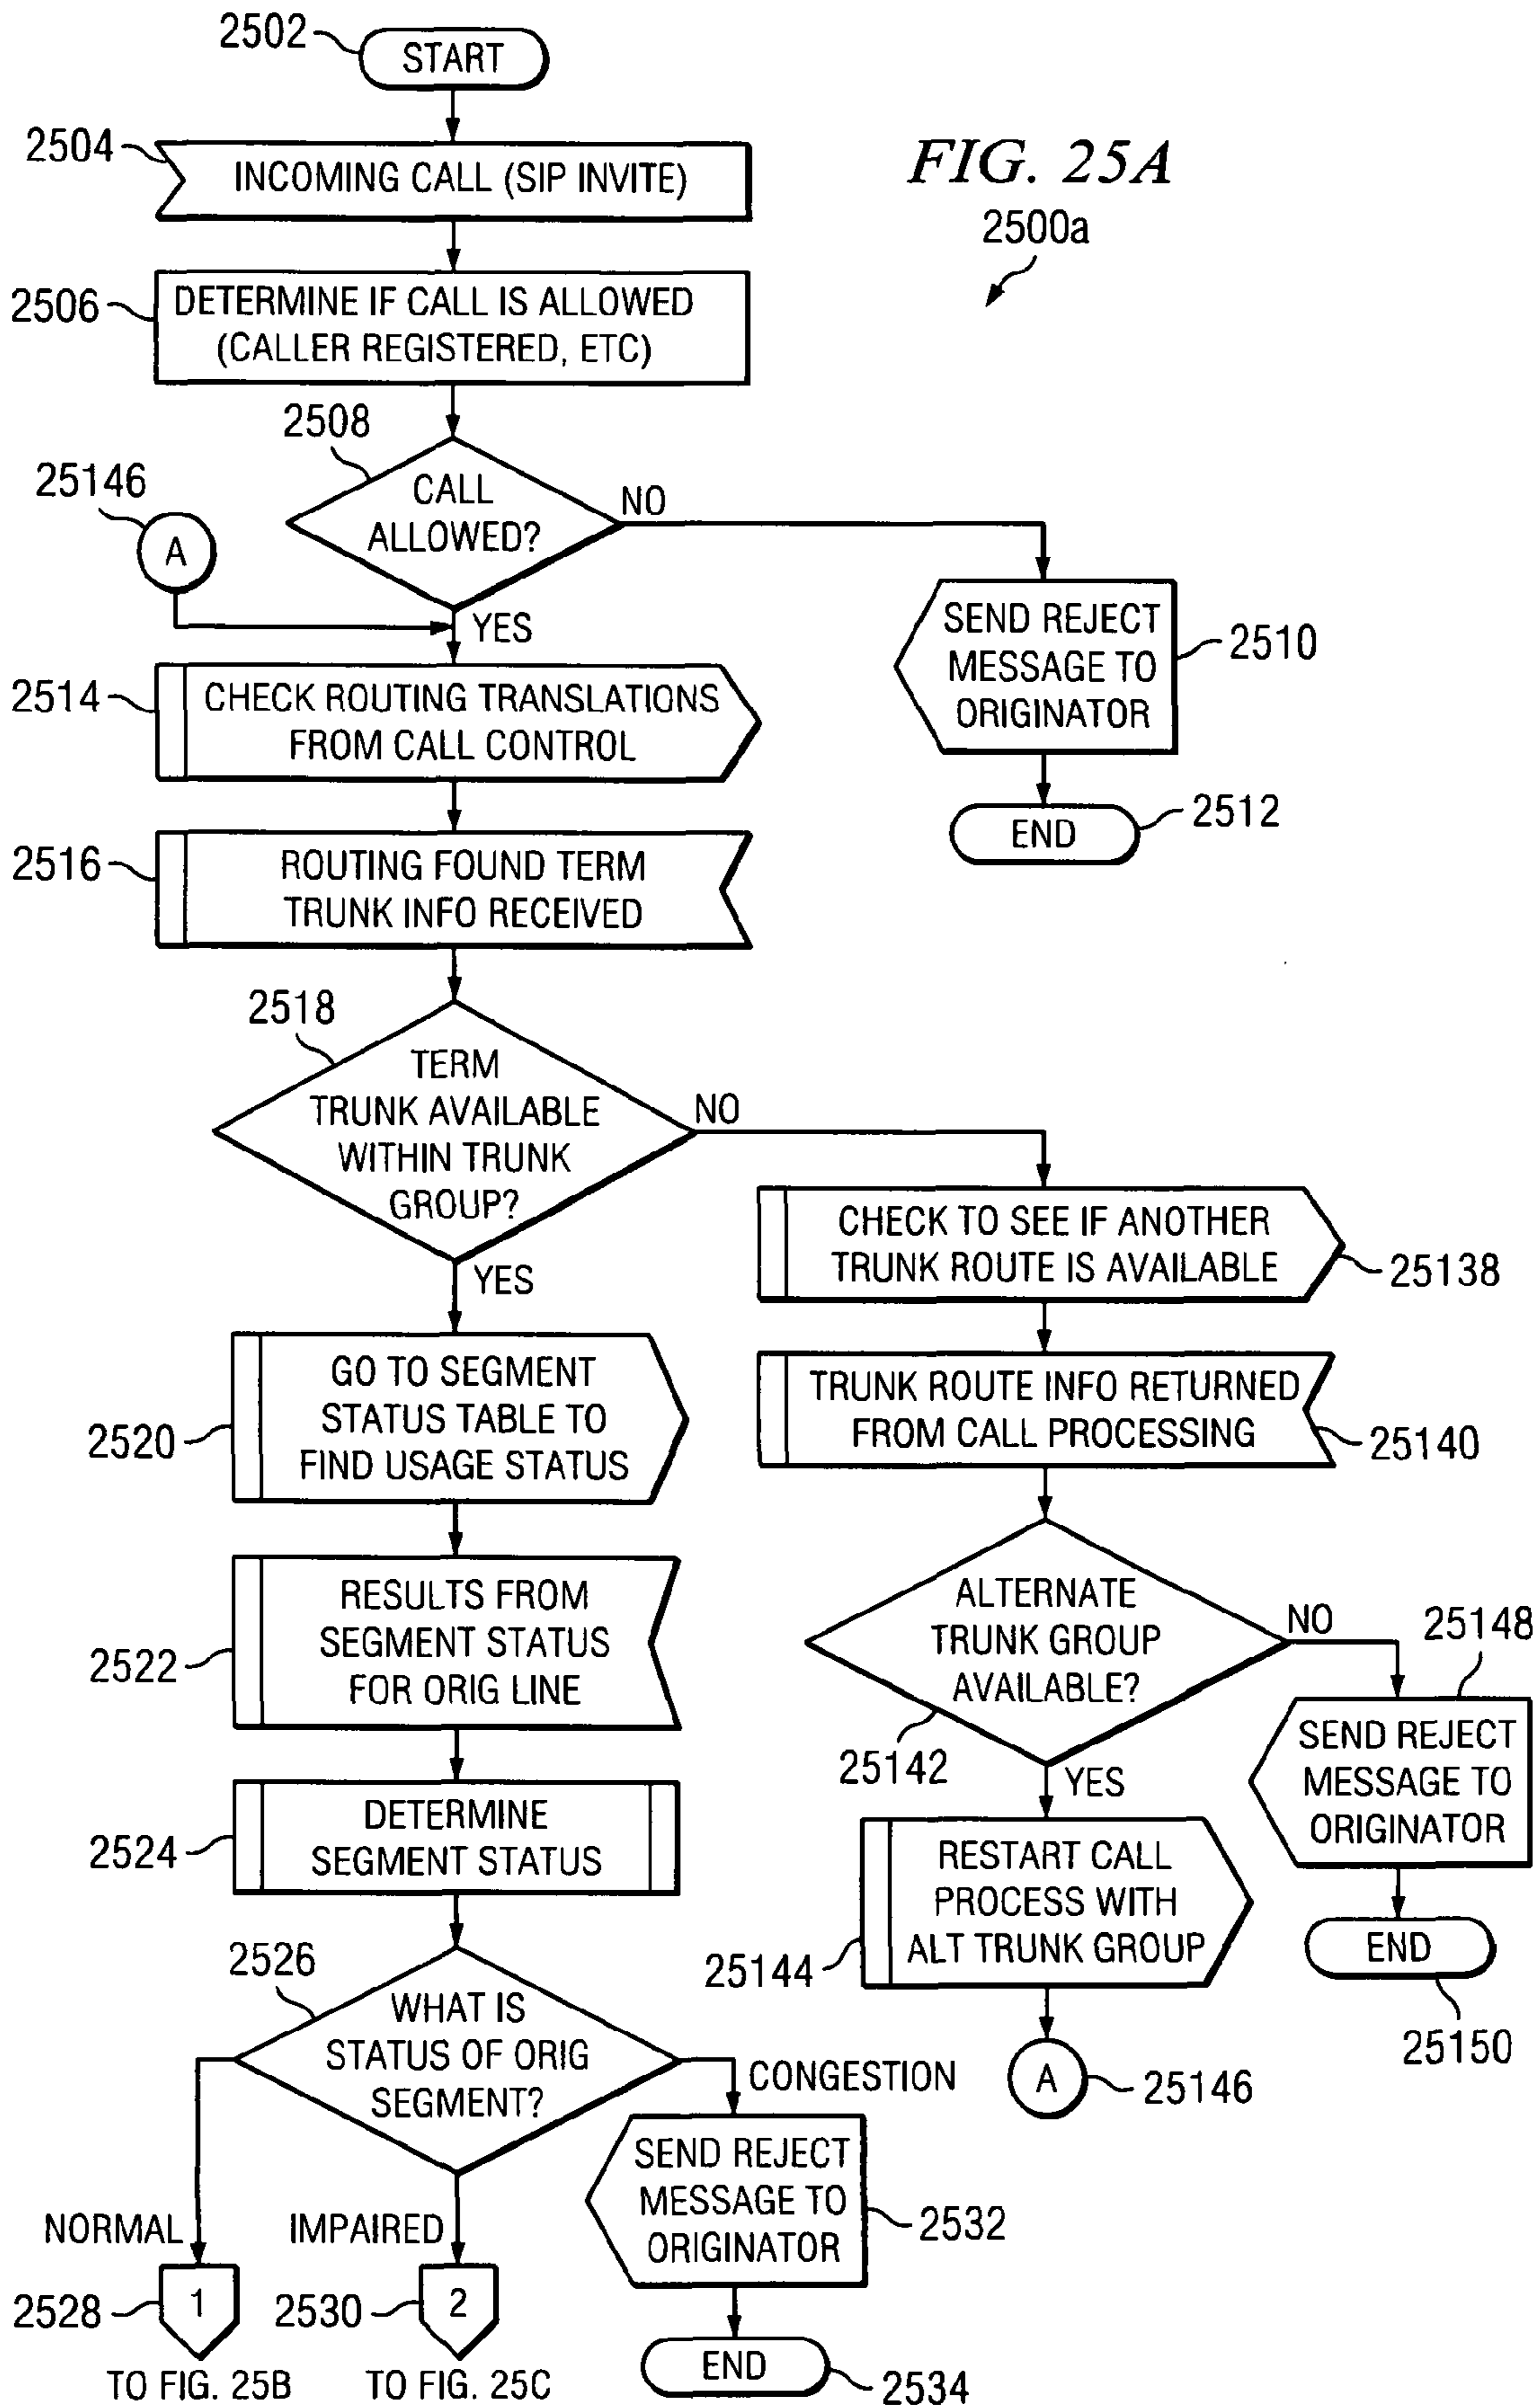 2502
START
2504
INCOMING CALL (SIP INVITE)
FIG. 25A
2500a
2506
DETERMINE IF CALL IS ALLOWED
(CALLER REGISTERED, ETC)
2508
CALL
ALLOWED?
NO
25146
A
YES
SEND REJECT
MESSAGE TO
ORIGINATOR
2510
END
2512
2514
CHECK ROUTING TRANSLATIONS
FROM CALL CONTROL
2516
ROUTING FOUND TERM
TRUNK INFO RECEIVED
2518
TERM
TRUNK AVAILABLE
WITHIN TRUNK
GROUP?
NO
YES
CHECK TO SEE IF ANOTHER
TRUNK ROUTE IS AVAILABLE
25138
TRUNK ROUTE INFO RETURNED
FROM CALL PROCESSING
25140
2520
GO TO SEGMENT
STATUS TABLE TO
FIND USAGE STATUS
2522
RESULTS FROM
SEGMENT STATUS
FOR ORIG LINE
ALTERNATE
TRUNK GROUP
AVAILABLE?
25142
NO
25148
YES
SEND REJECT
MESSAGE TO
ORIGINATOR
END
25150
2524
DETERMINE
SEGMENT STATUS
RESTART CALL
PROCESS WITH
ALT TRUNK GROUP
25144
A
25146
2526
WHAT IS
STATUS OF ORIG
SEGMENT?
CONGESTION
NORMAL
IMPAIRED
SEND REJECT
MESSAGE TO
ORIGINATOR
2532
2528
1
2530
2
TO FIG. 25B
TO FIG. 25C
END
2534